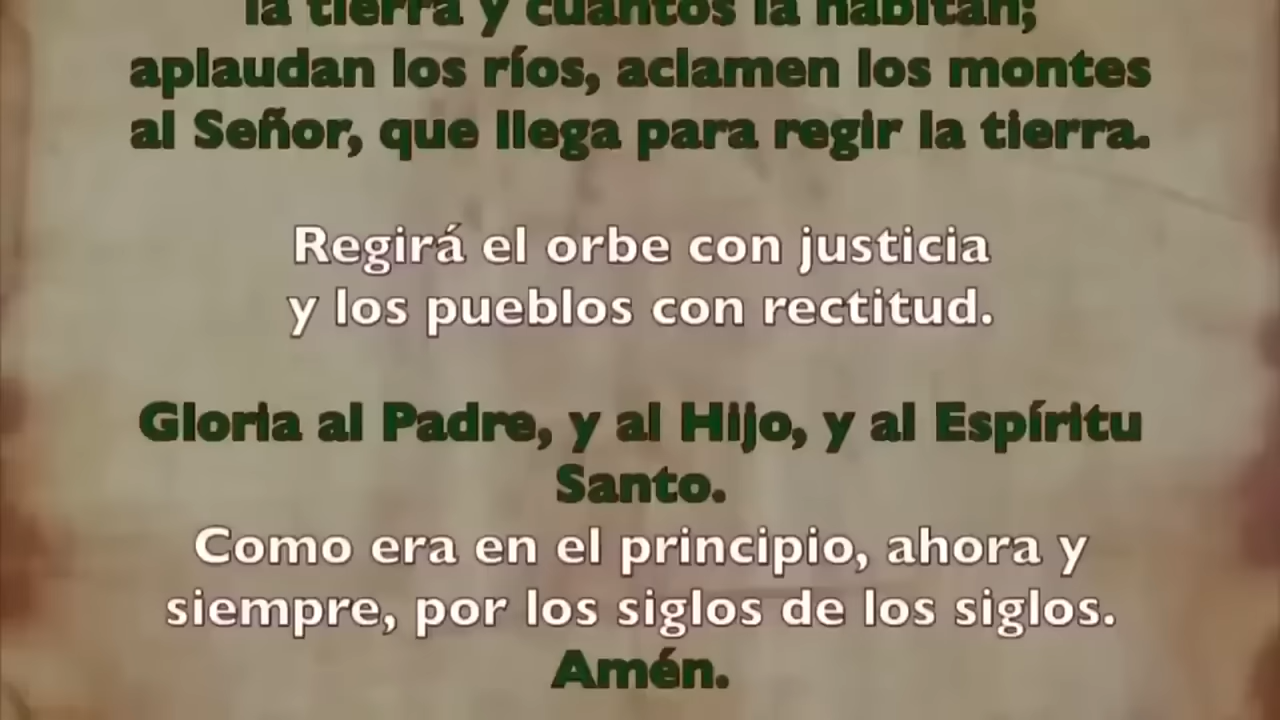 la tierra y cuantos la habitan;
aplaudan los ríos, aclamen los montes
al Señor, que llega para regir la tierra.
Regirá el orbe con justicia
y los pueblos con rectitud.
Gloria al Padre, y al Hijo, y al Espíritu
Santo.
Como era en el principio, ahora y
siempre, por los siglos de los siglos.
Amén.